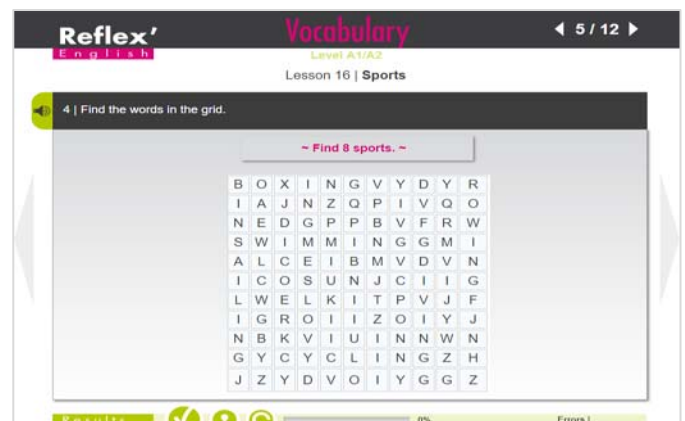 Reflex’ Vocabulary 5 / 12
English Level A1/A2
Lesson 16 | Sports
4 | Find the words in the grid.
~ Find 8 sports. ~
B O X I N G V Y D Y R
I A J N Z Q P I V Q O
N E D G P P B V F R W
S W I M M I N G G M I
A L C E I B M V D V N
I C O S U N J C I I G
L W E L K I T P V J F
I G R O I I Z O I Y J
N B K V I U I N N W N
G Y C Y C L I N G Z H
J Z Y D V O I Y G G Z
Results 0% Errors |